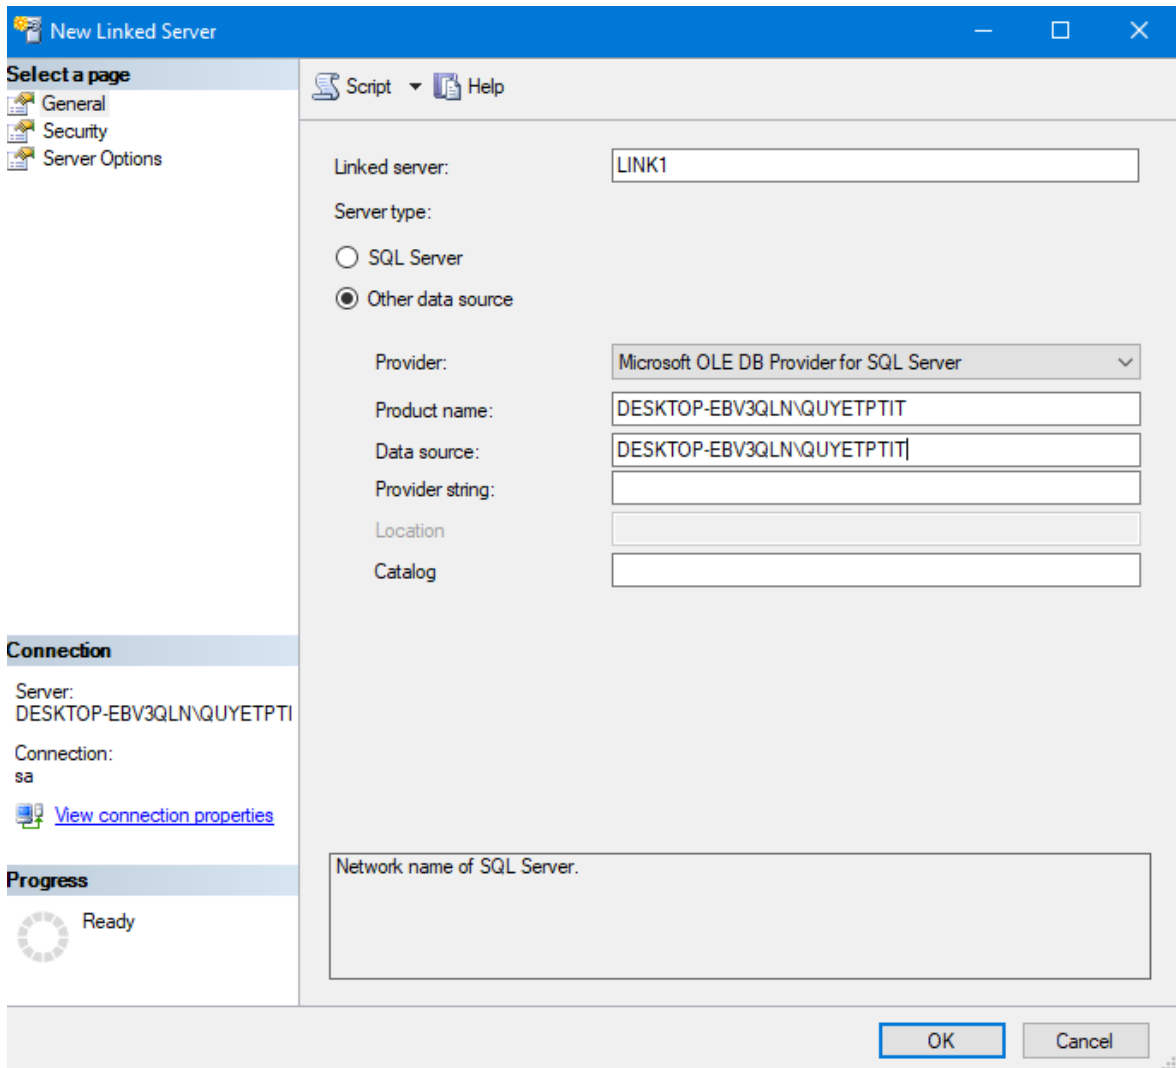 New Linked Server
Select a page
General
Security
Server Options
Script
Help
Linked server:
LINK1
Server type:
SQL Server
Other data source
Provider:
Microsoft OLE DB Provider for SQL Server
Product name:
DESKTOP-EBV3QLN\QUYETPTIT
Data source:
DESKTOP-EBV3QLN\QUYETPTIT
Provider string:
Location
Catalog
Connection
Server:
DESKTOP-EBV3QLN\QUYETPTI
Connection:
sa
View connection properties
Progress
Ready
Network name of SQL Server.
OK
Cancel